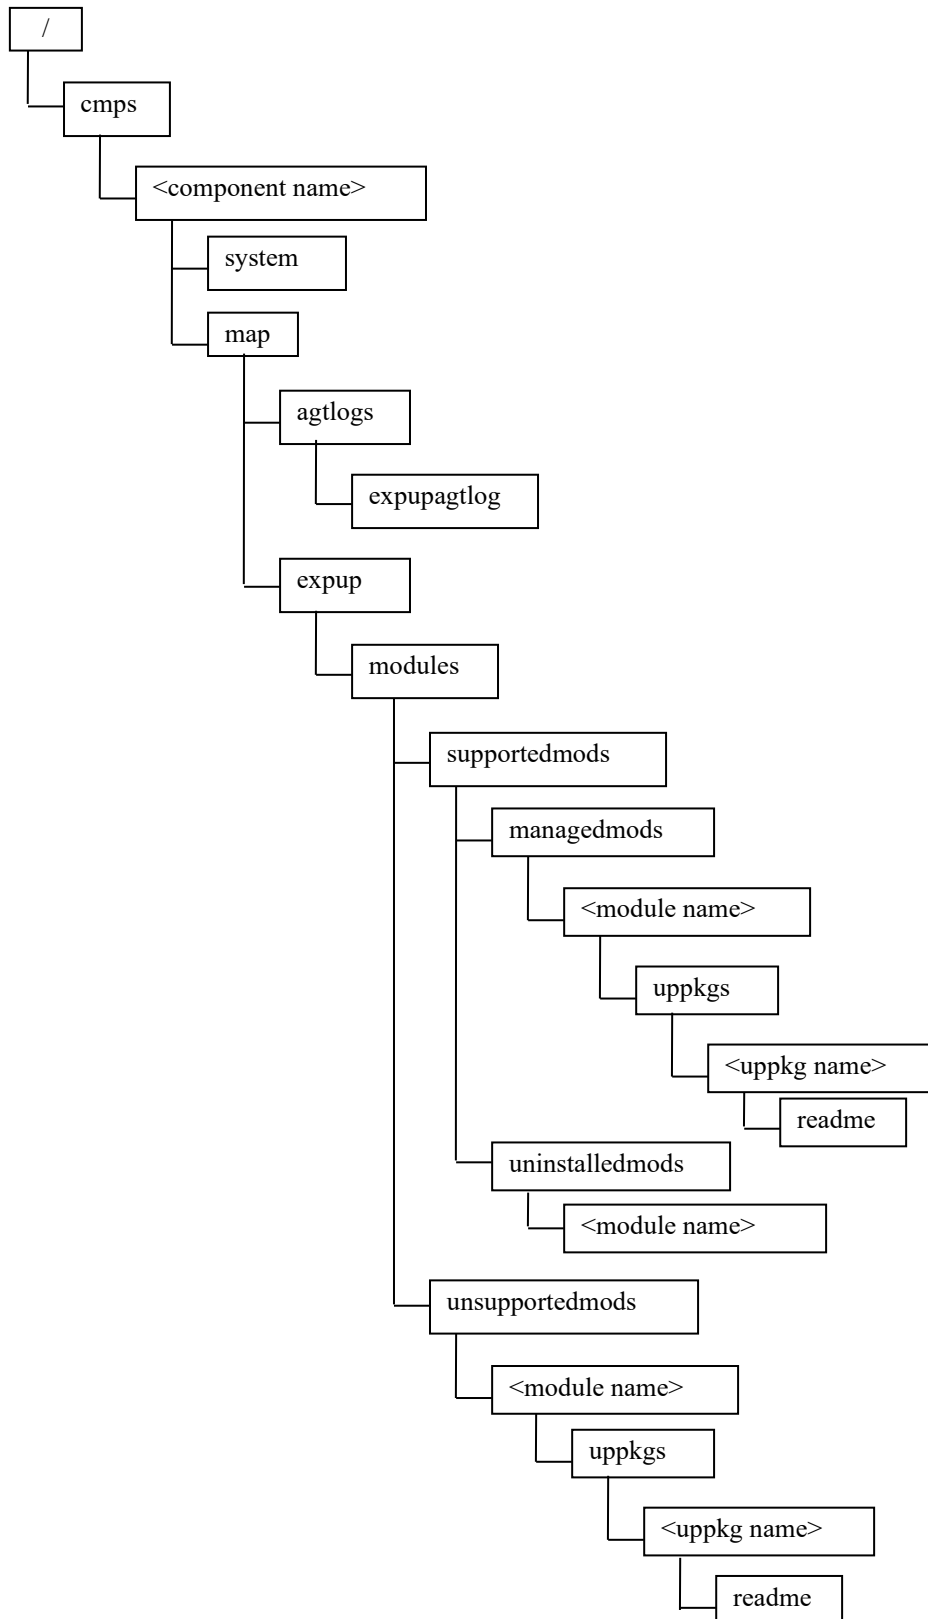 /
cmps
<component name>
system
map
agtlogs
expupagtlog
expup
modules
supportedmods
managedmods
<module name>
uppkgs
<uppkg name>
readme
uninstalledmods
<module name>
unsupportedmods
<module name>
uppkgs
<uppkg name>
readme